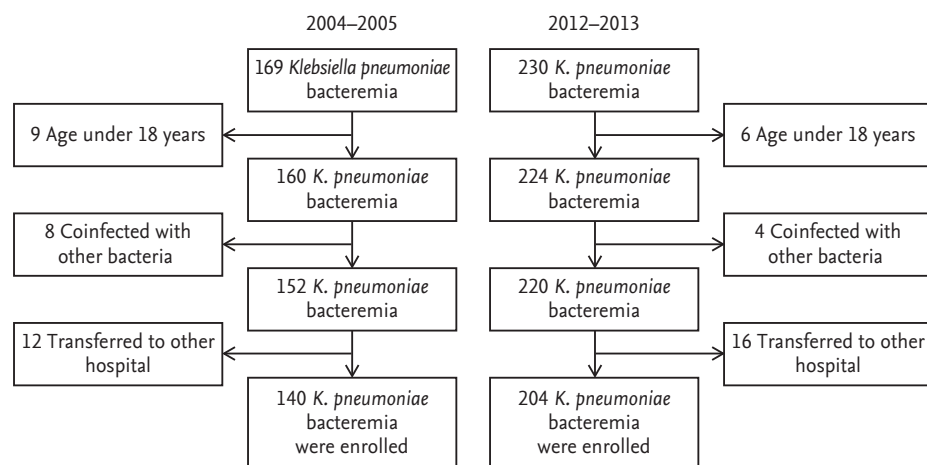 2004–2005
2012–2013
169 Klebsiella pneumoniae
bacteremia
230 K. pneumoniae
bacteremia
9 Age under 18 years
6 Age under 18 years
160 K. pneumoniae
bacteremia
224 K. pneumoniae
bacteremia
8 Coinfected with
other bacteria
4 Coinfected with
other bacteria
152 K. pneumoniae
bacteremia
220 K. pneumoniae
bacteremia
12 Transferred to other
hospital
16 Transferred to other
hospital
140 K. pneumoniae
bacteremia
were enrolled
204 K. pneumoniae
bacteremia
were enrolled